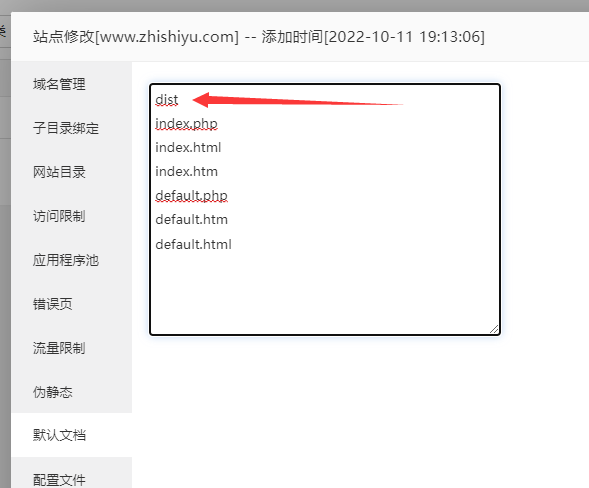 类
站点修改[www.zhishiyu.com] -- 添加时间[2022-10-11 19:13:06]
域名管理
子目录绑定
网站目录
访问限制
应用程序池
错误页
流量限制
伪静态
默认文档
配置文件
dist
index.php
index.html
index.htm
default.php
default.htm
default.html